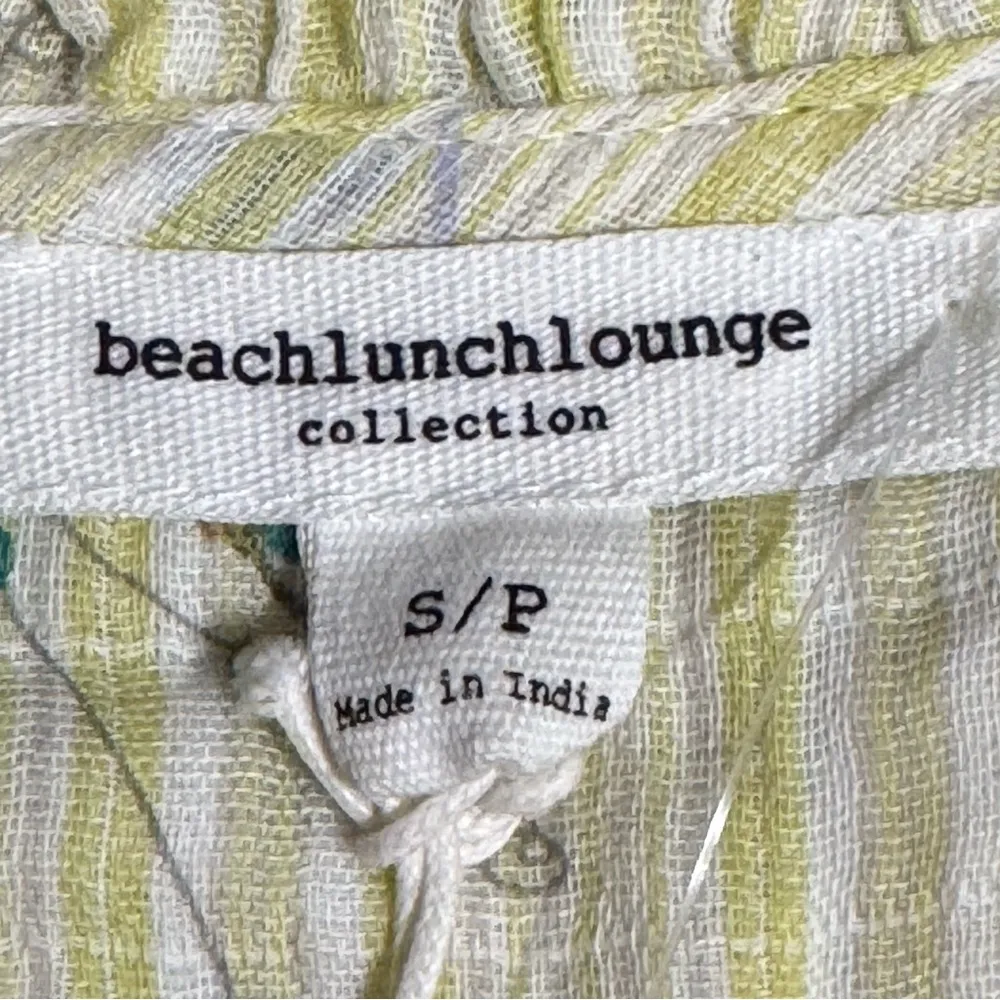 beachlunchlounge
collection
S/P
Made in India